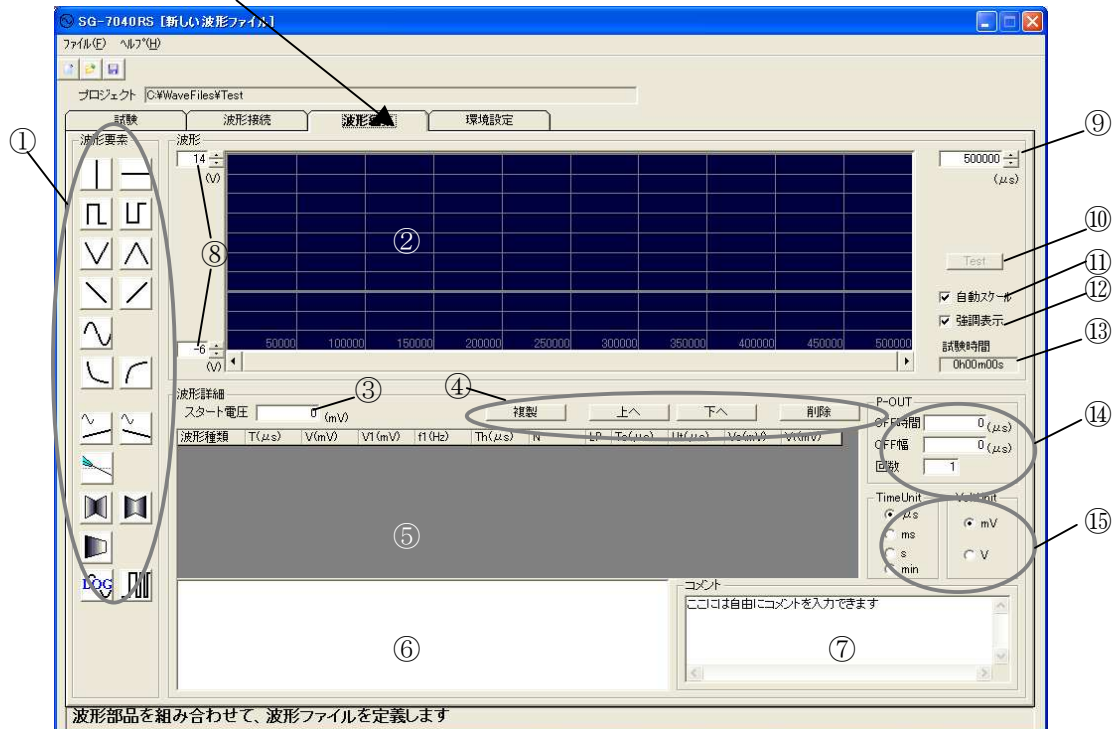 SG-7040RS [新しい波形ファイル]
ファイル(F) ヘルプ(H)
プロジェクト C:¥WaveFiles¥Test
試験 波形接続 波形編集 環境設定
① 波形要素 波形 ⑨
14 500000
(V) (μs)
⑧ ② ⑩
Test
⑪
自動スケール ⑫
強調表示
⑬
-6 50000 100000 150000 200000 250000 300000 350000 400000 450000 500000 試験時間
(V) 0h00m00s
波形詳細 ③ ④ P-OUT
スタート電圧 0 (mV) 複製 上へ 下へ 削除 OFF時間 0 (μs) ⑭
波形種類 T(μs) V(mV) V1(mV) f1(Hz) Th(μs) N LP To(μs) Ut(μs) Vo(mV) Vt(mV) OFF幅 0 (μs)
回数 1
TimeUnit VoltUnit
μs mV ⑮
ms
⑤ s V
min
LOG コメント
ここには自由にコメントを入力できます
⑥ ⑦
波形部品を組み合わせて、波形ファイルを定義します